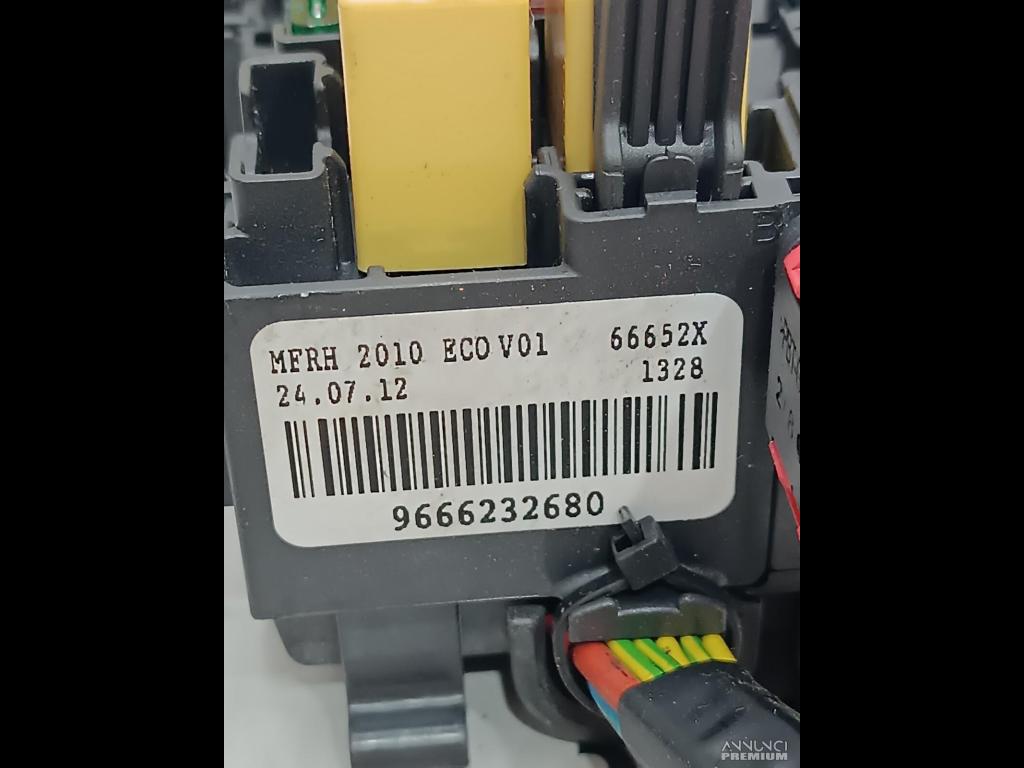 B
MFRH 2010 ECO V01 66652X
24.07.12 1328
9666232680
ANNUNCI
PREMIUM